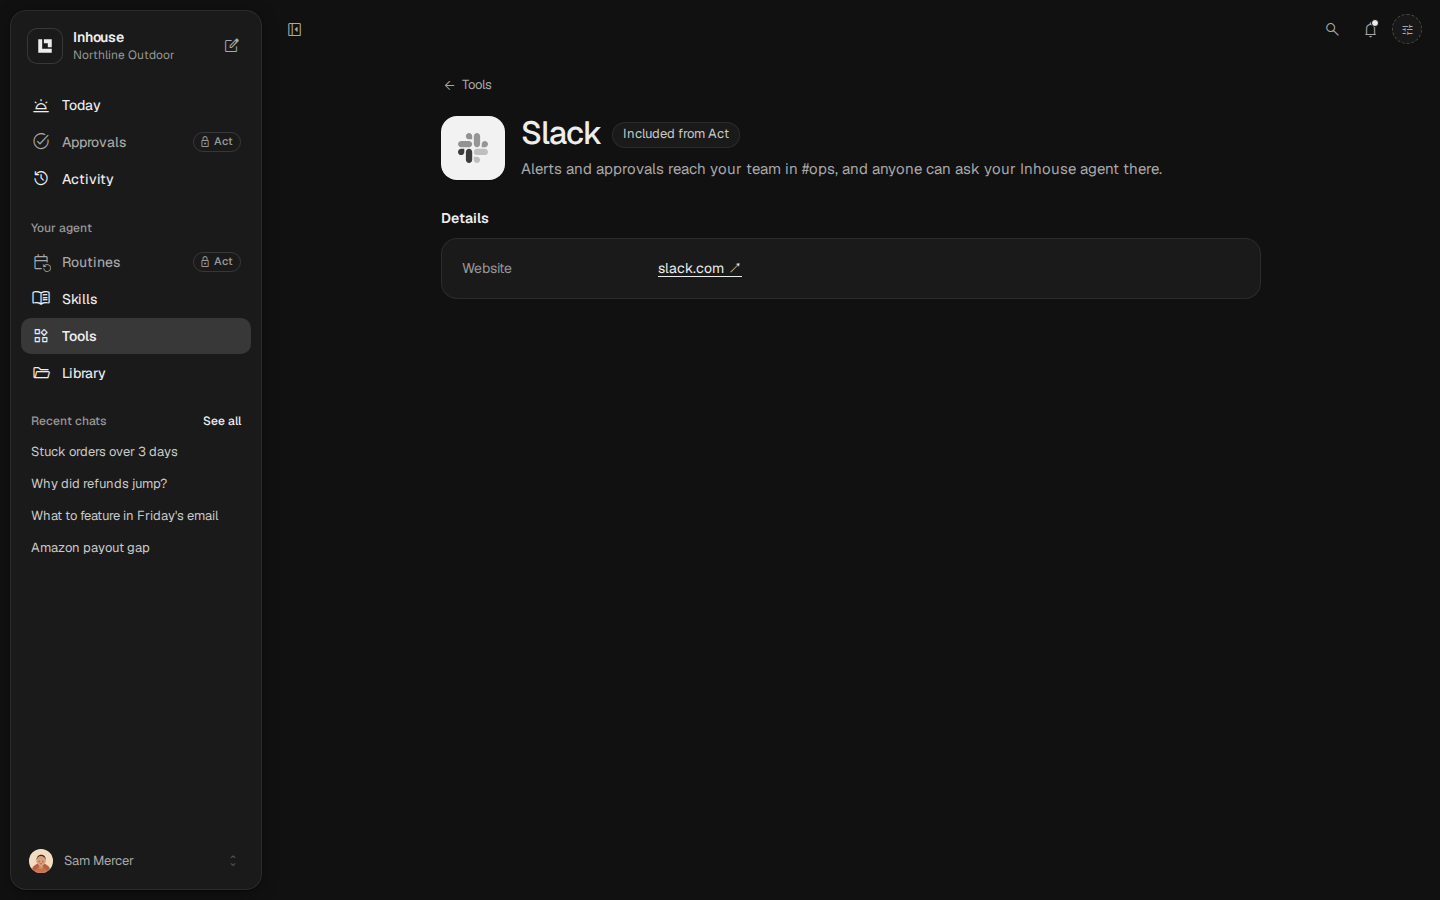 Inhouse
Northline Outdoor
Today
Approvals
Act
Activity
Your agent
Routines
Act
Skills
Tools
Library
Recent chats
See all
Stuck orders over 3 days
Why did refunds jump?
What to feature in Friday's email
Amazon payout gap
Sam Mercer
Tools
Slack
Included from Act
Alerts and approvals reach your team in #ops, and anyone can ask your Inhouse agent there.
Details
Website
slack.com ↗